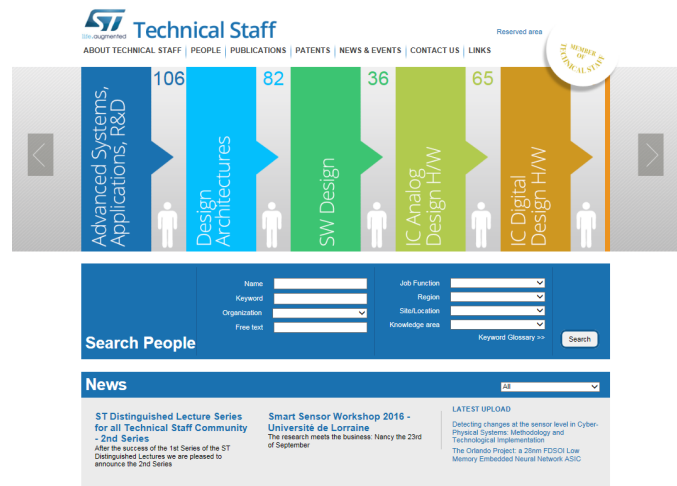 ST
life.augmented
Technical Staff
Reserved area
MEMBER OF TECHNICAL STAFF
ABOUT TECHNICAL STAFF | PEOPLE | PUBLICATIONS | PATENTS | NEWS & EVENTS | CONTACT US | LINKS
Advanced Systems,
Applications, R&D
106
Design
Architectures
82
SW Design
36
IC Analog
Design H/W
65
IC Digital
Design H/W
Search People
Name
Keyword
Organization
Free text
Job Function
Region
Site/Location
Knowledge area
Keyword Glossary >>
Search
News
All
ST Distinguished Lecture Series
for all Technical Staff Community
- 2nd Series
After the success of the 1st Series of the ST
Distinguished Lectures we are pleased to
announce the 2nd Series
Smart Sensor Workshop 2016 -
Université de Lorraine
The research meets the business: Nancy the 23rd
of September
LATEST UPLOAD
Detecting changes at the sensor level in Cyber-
Physical Systems: Methodology and
Technological Implementation
The Orlando Project: a 28nm FDSOI Low
Memory Embedded Neural Network ASIC